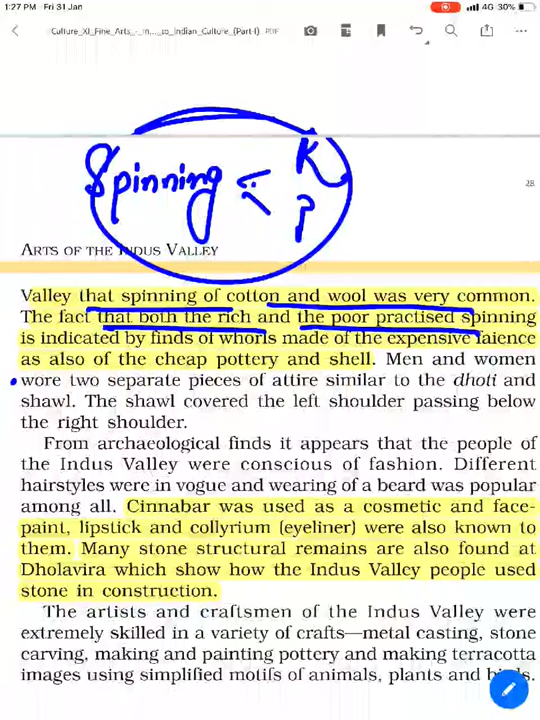 1:27 PM Fri 31 Jan
4G 30%
Culture_XI_Fine_Arts_-_in,..._to_Indian_Culture_(Part-I) PDF
Spinning < R
P
28
ARTS OF THE INDUS VALLEY
Valley that spinning of cotton and wool was very common.
The fact that both the rich and the poor practised spinning
is indicated by finds of whorls made of the expensive faience
as also of the cheap pottery and shell. Men and women
wore two separate pieces of attire similar to the dhoti and
shawl. The shawl covered the left shoulder passing below
the right shoulder.
From archaeological finds it appears that the people of
the Indus Valley were conscious of fashion. Different
hairstyles were in vogue and wearing of a beard was popular
among all. Cinnabar was used as a cosmetic and face-
paint, lipstick and collyrium (eyeliner) were also known to
them. Many stone structural remains are also found at
Dholavira which show how the Indus Valley people used
stone in construction.
The artists and craftsmen of the Indus Valley were
extremely skilled in a variety of crafts—metal casting, stone
carving, making and painting pottery and making terracotta
images using simplified motifs of animals, plants and birds.